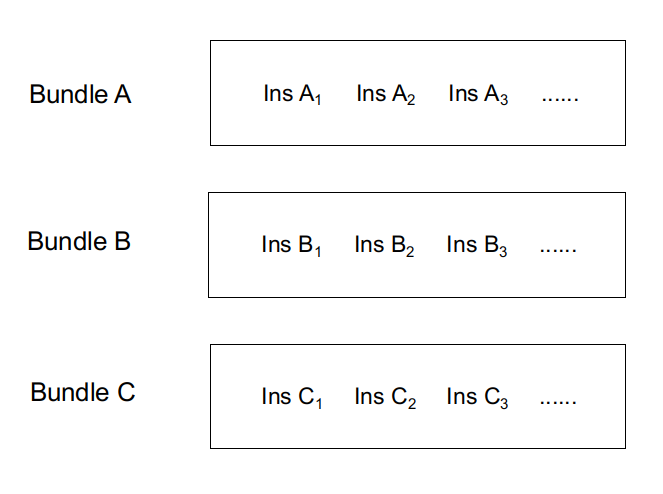 Bundle A Ins A₁ Ins A₂ Ins A₃ ......
Bundle B Ins B₁ Ins B₂ Ins B₃ ......
Bundle C Ins C₁ Ins C₂ Ins C₃ ......